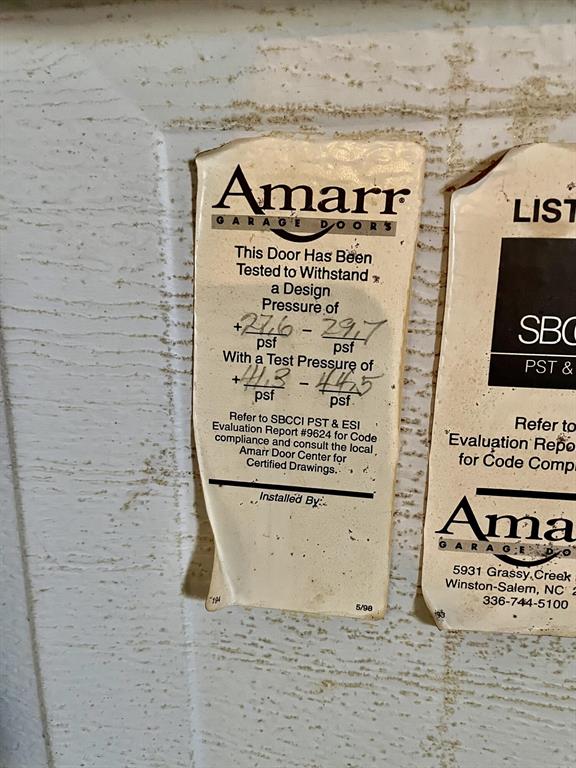 Amarr®
GARAGE DOORS
This Door Has Been
Tested to Withstand
a Design
Pressure of
+27.6 – 29.7
psf psf
With a Test Pressure of
+41.3 – 44.5
psf psf
Refer to SBCCI PST & ESI
Evaluation Report #9624 for Code
compliance and consult the local
Amarr Door Center for
Certified Drawings.
Installed By:
194 5/98
LIST
SBC
PST &
Refer to
Evaluation Repo
for Code Comp
Ama
GARAGE DO
5931 Grassy Creek
Winston-Salem, NC 2
336-744-5100